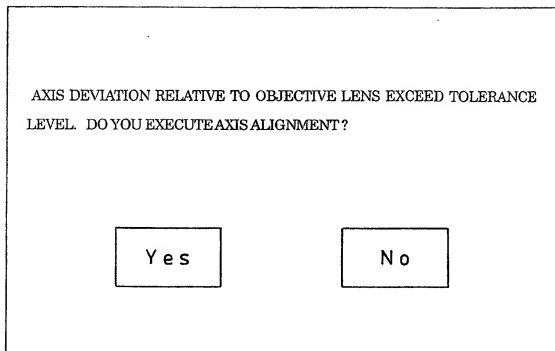 AXIS DEVIATION RELATIVE TO OBJECTIVE LENS EXCEED TOLERANCE
LEVEL. DO YOU EXECUTE AXIS ALIGNMENT?
Yes No